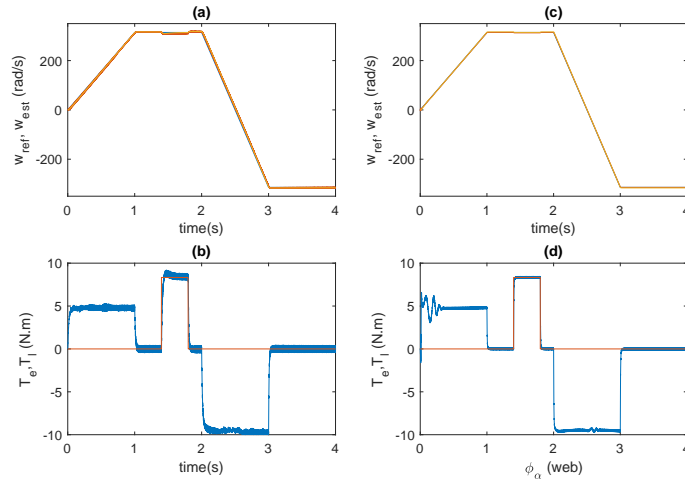 (a)
200
0
-200
w_ref, w_est (rad/s)
0 1 2 3 4
time(s)
(c)
200
0
-200
w_ref, w_est (rad/s)
0 1 2 3 4
time(s)
(b)
10
5
0
-5
-10
T_e,T_l (N.m)
0 1 2 3 4
time(s)
(d)
10
5
0
-5
-10
T_e,T_l (N.m)
0 1 2 3 4
ϕ_α (web)